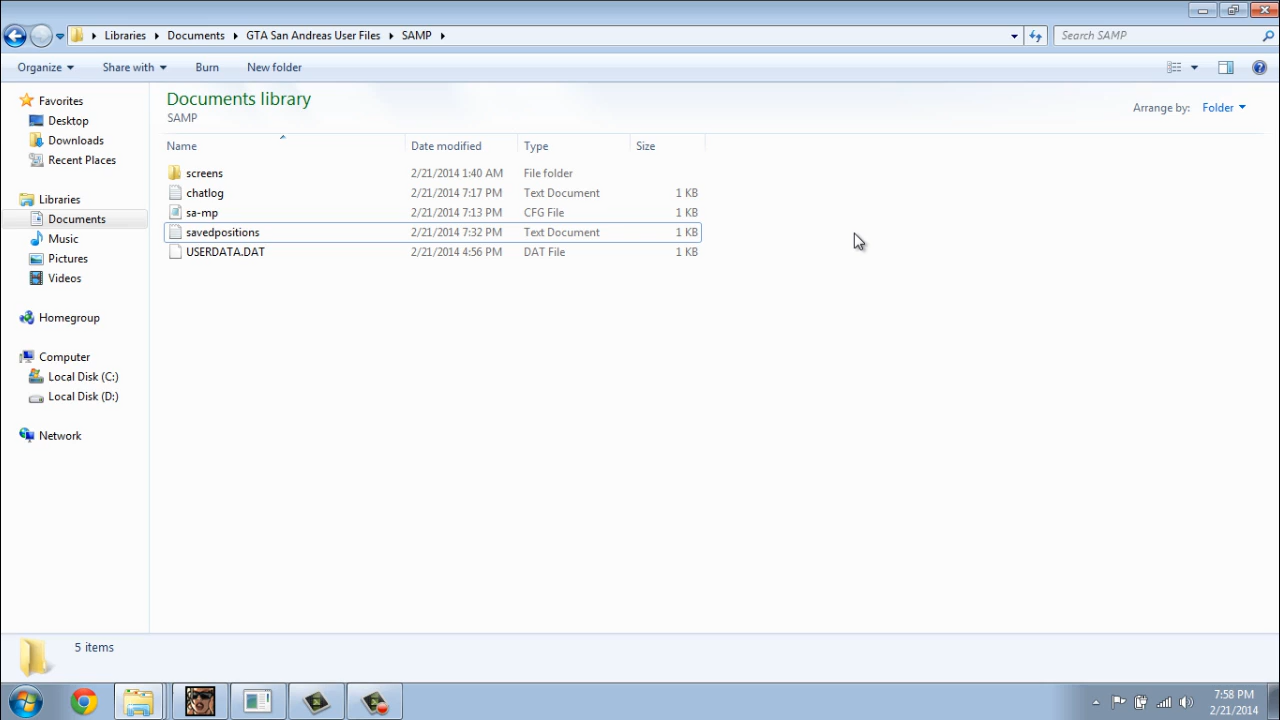 Libraries Documents GTA San Andreas User Files SAMP
Search SAMP
Organize Share with Burn New folder
Documents library
SAMP
Arrange by: Folder
Name Date modified Type Size
screens 2/21/2014 1:40 AM File folder
chatlog 2/21/2014 7:17 PM Text Document 1 KB
sa-mp 2/21/2014 7:13 PM CFG File 1 KB
savedpositions 2/21/2014 7:32 PM Text Document 1 KB
USERDATA.DAT 2/21/2014 4:56 PM DAT File 1 KB
Favorites
Desktop
Downloads
Recent Places
Libraries
Documents
Music
Pictures
Videos
Homegroup
Computer
Local Disk (C:)
Local Disk (D:)
Network
5 items
7:58 PM
2/21/2014